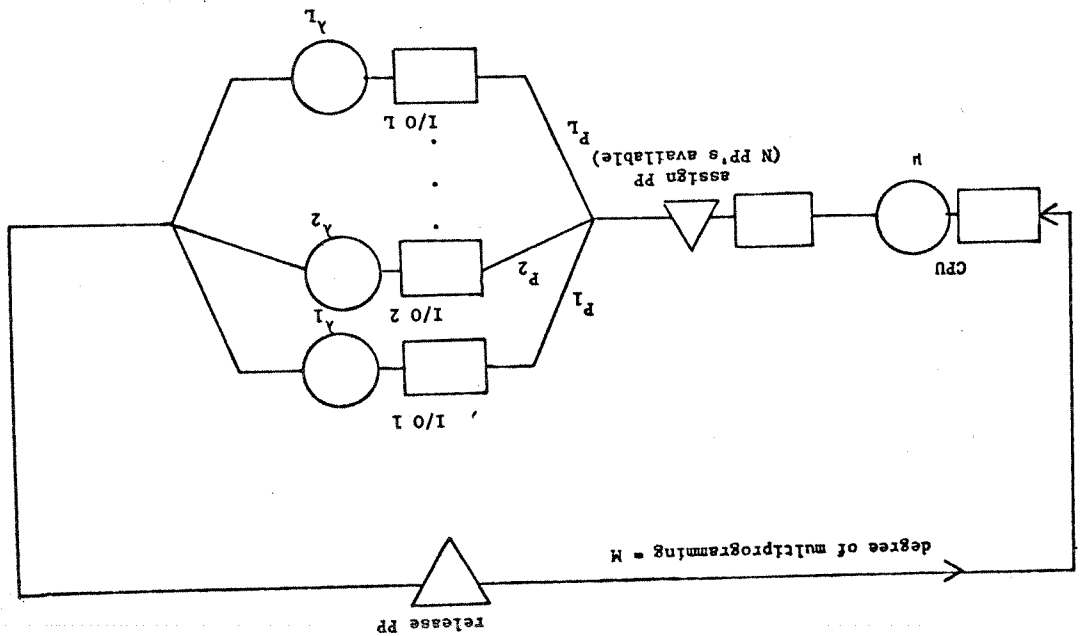 release PP
degree of multiprogramming = M
I/O 1
λ1
P1
I/O 2
CPU
P2
λ2
μ
assign PP
(N PP's available)
PL
I/O L
λL